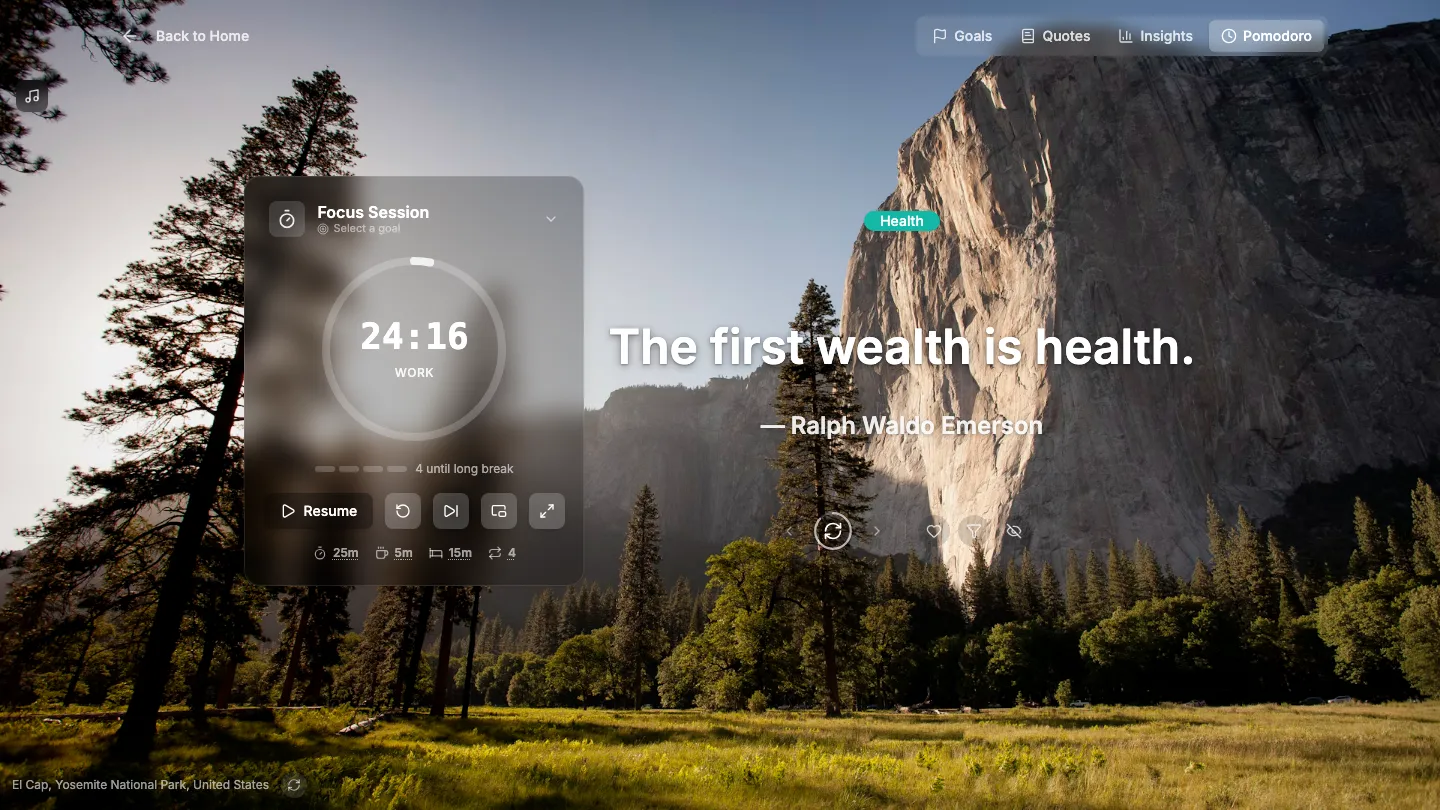 Back to Home
Goals
Quotes
Insights
Pomodoro
Focus Session
Select a goal
24:16
WORK
4 until long break
Resume
25m
5m
15m
4
Health
The first wealth is health.
— Ralph Waldo Emerson
El Cap, Yosemite National Park, United States